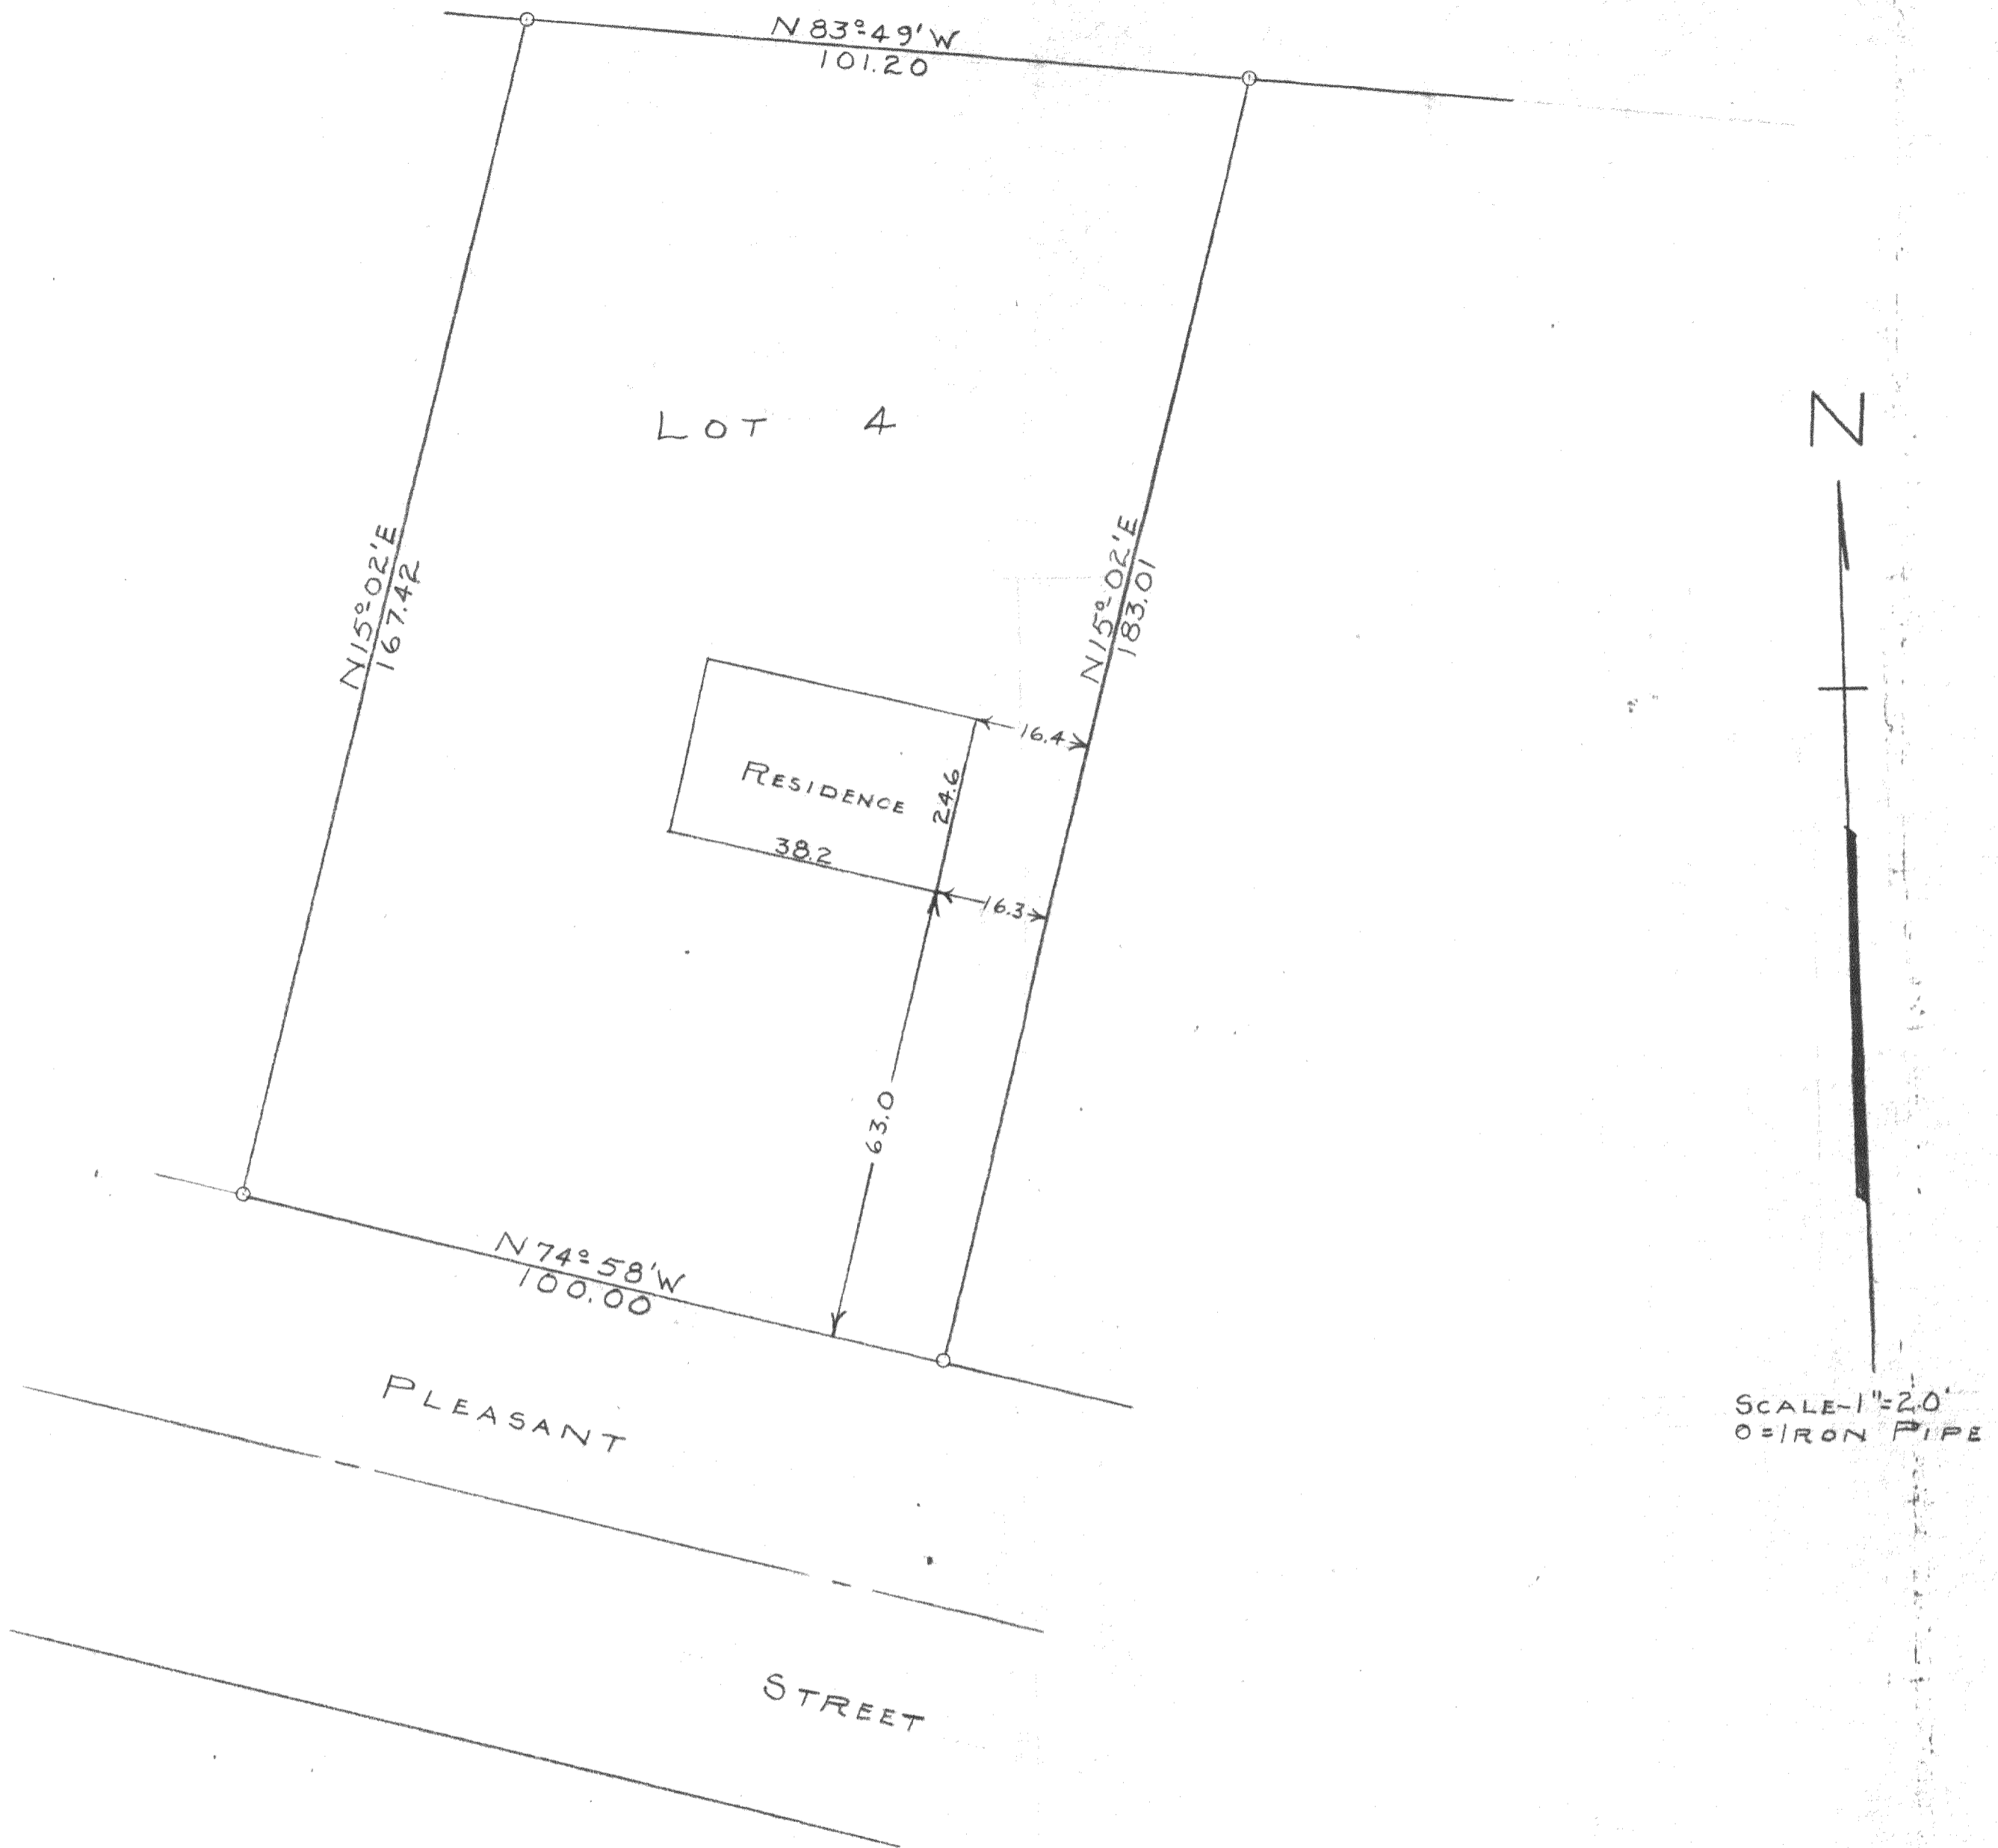 N 83°-49' W
101.20
LOT 4
N
N 15°-02' E
167.42
N 15°-02' E
183.01
16.4
RESIDENCE
24.6
38.2
16.3
63.0
N 74°-58' W
100.00
PLEASANT
STREET
SCALE-1"=20'
O=IRON PIPE